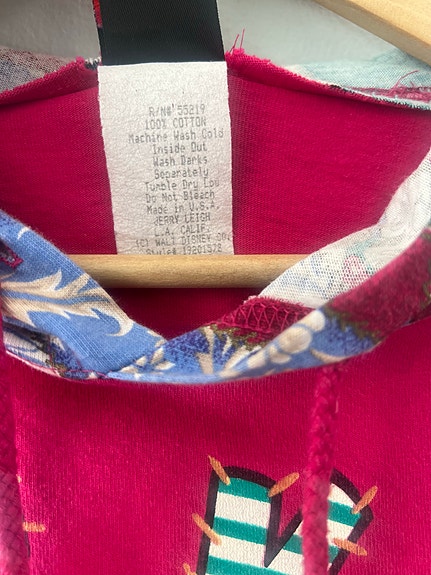 R/N# 55219
100% COTTON
Machine Wash Cold
Inside Out
Wash Darks
Separately
Tumble Dry Low
Do Not Bleach
Made in U.S.A.
JERRY LEIGH
L.A. CALIF.
(C) WALT DISNEY CO.
Style#